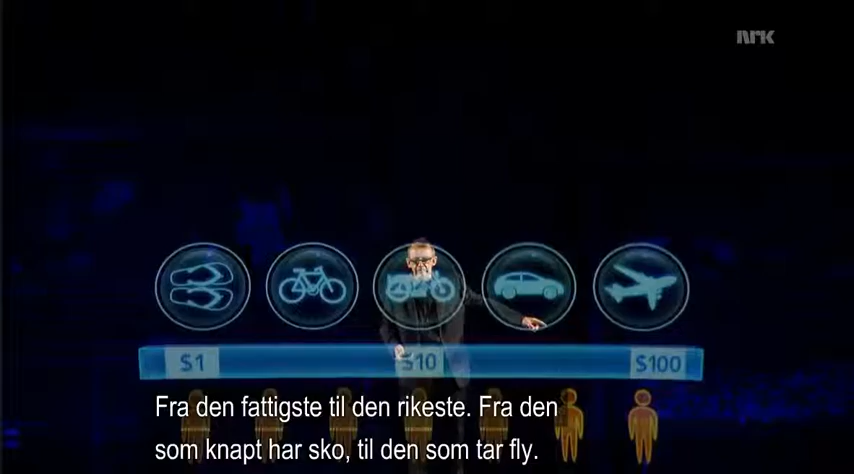 nrk
$1 $10 $100
Fra den fattigste til den rikeste. Fra den
som knapt har sko, til den som tar fly.